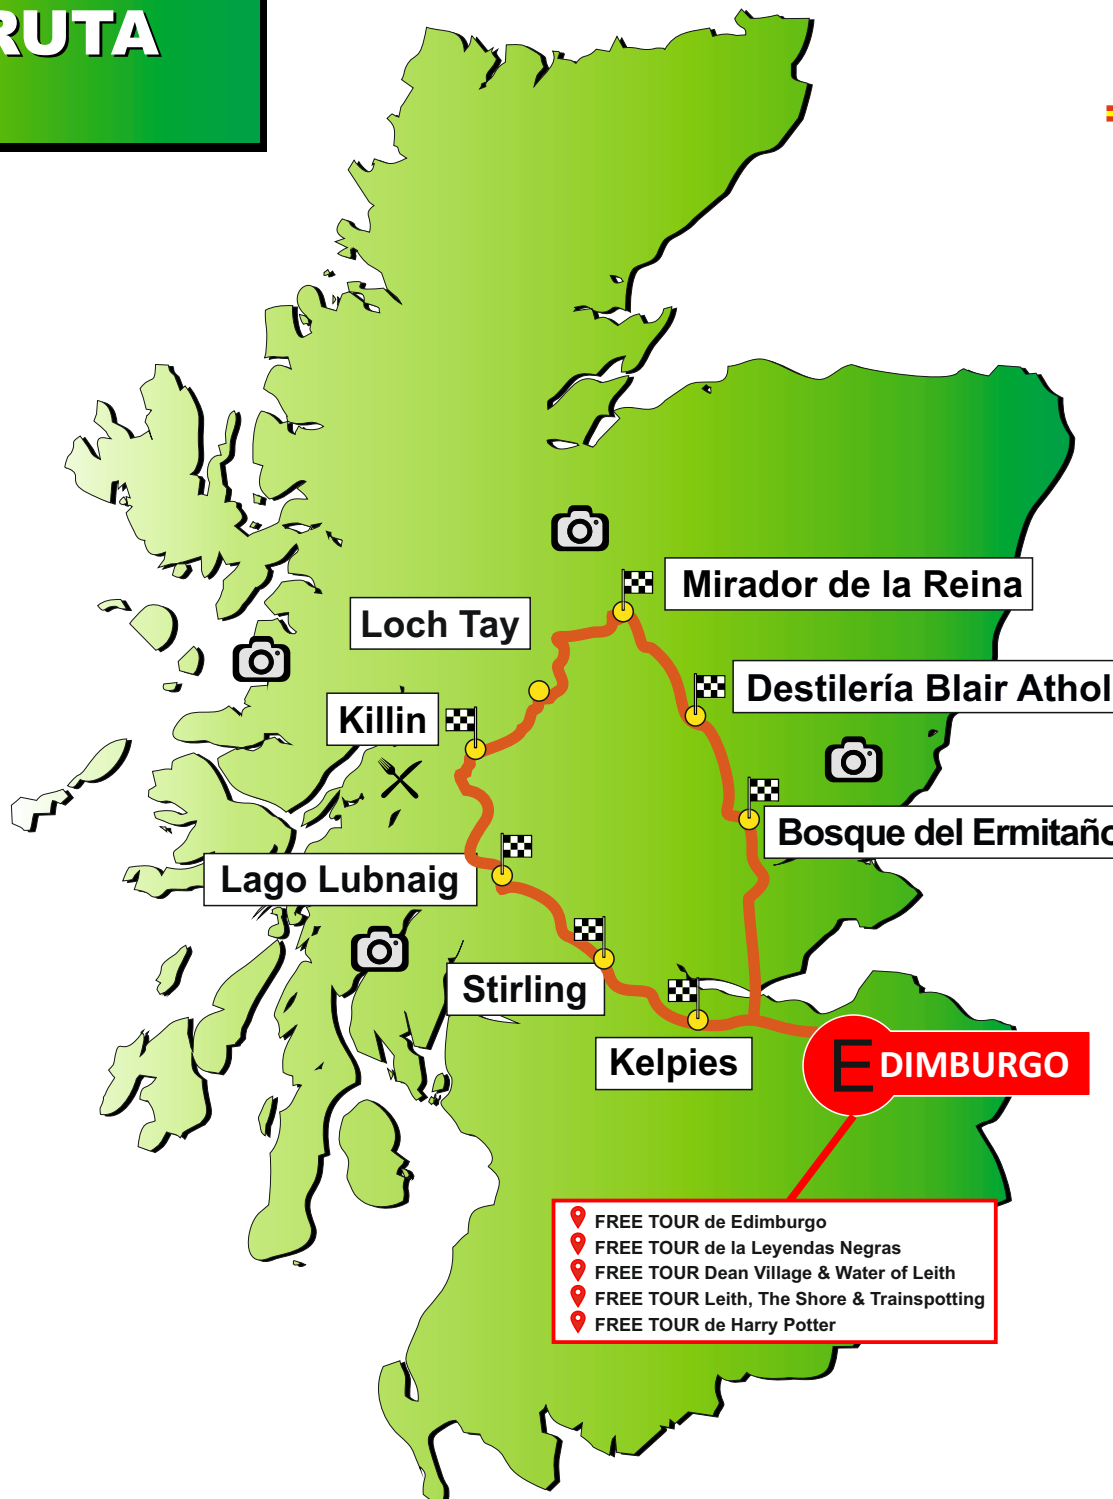 RUTA
Mirador de la Reina
Loch Tay
Destilería Blair Athol
Killin
Bosque del Ermitaño
Lago Lubnaig
Stirling
Kelpies
EDIMBURGO
FREE TOUR de Edimburgo
FREE TOUR de la Leyendas Negras
FREE TOUR Dean Village & Water of Leith
FREE TOUR Leith, The Shore & Trainspotting
FREE TOUR de Harry Potter